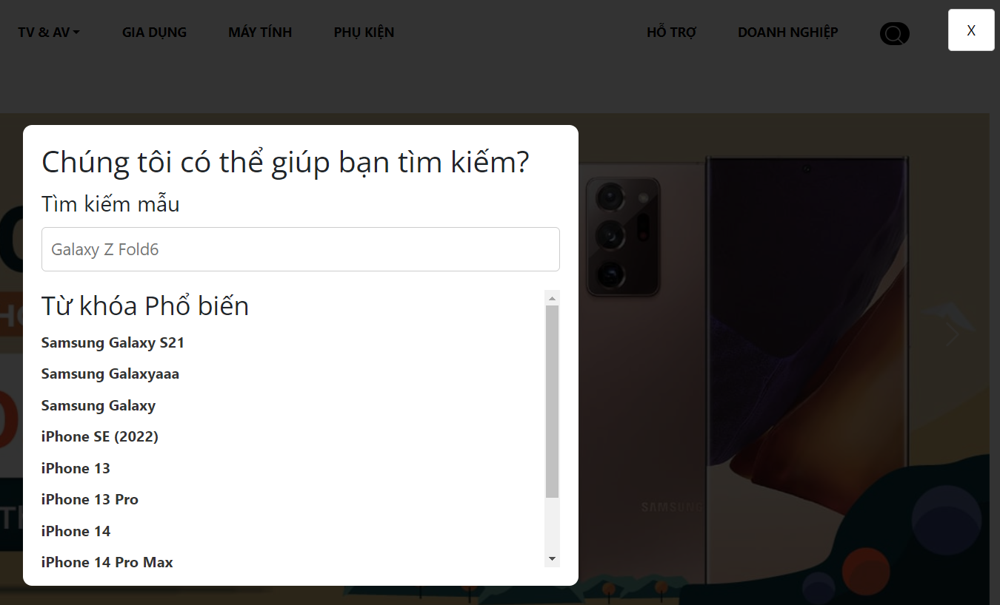 TV & AV
GIA DỤNG
MÁY TÍNH
PHỤ KIỆN
HỖ TRỢ
DOANH NGHIỆP
X
Chúng tôi có thể giúp bạn tìm kiếm?
Tìm kiếm mẫu
Galaxy Z Fold6
Từ khóa Phổ biến
Samsung Galaxy S21
Samsung Galaxyaaa
Samsung Galaxy
iPhone SE (2022)
iPhone 13
iPhone 13 Pro
iPhone 14
iPhone 14 Pro Max
SAMSUNG